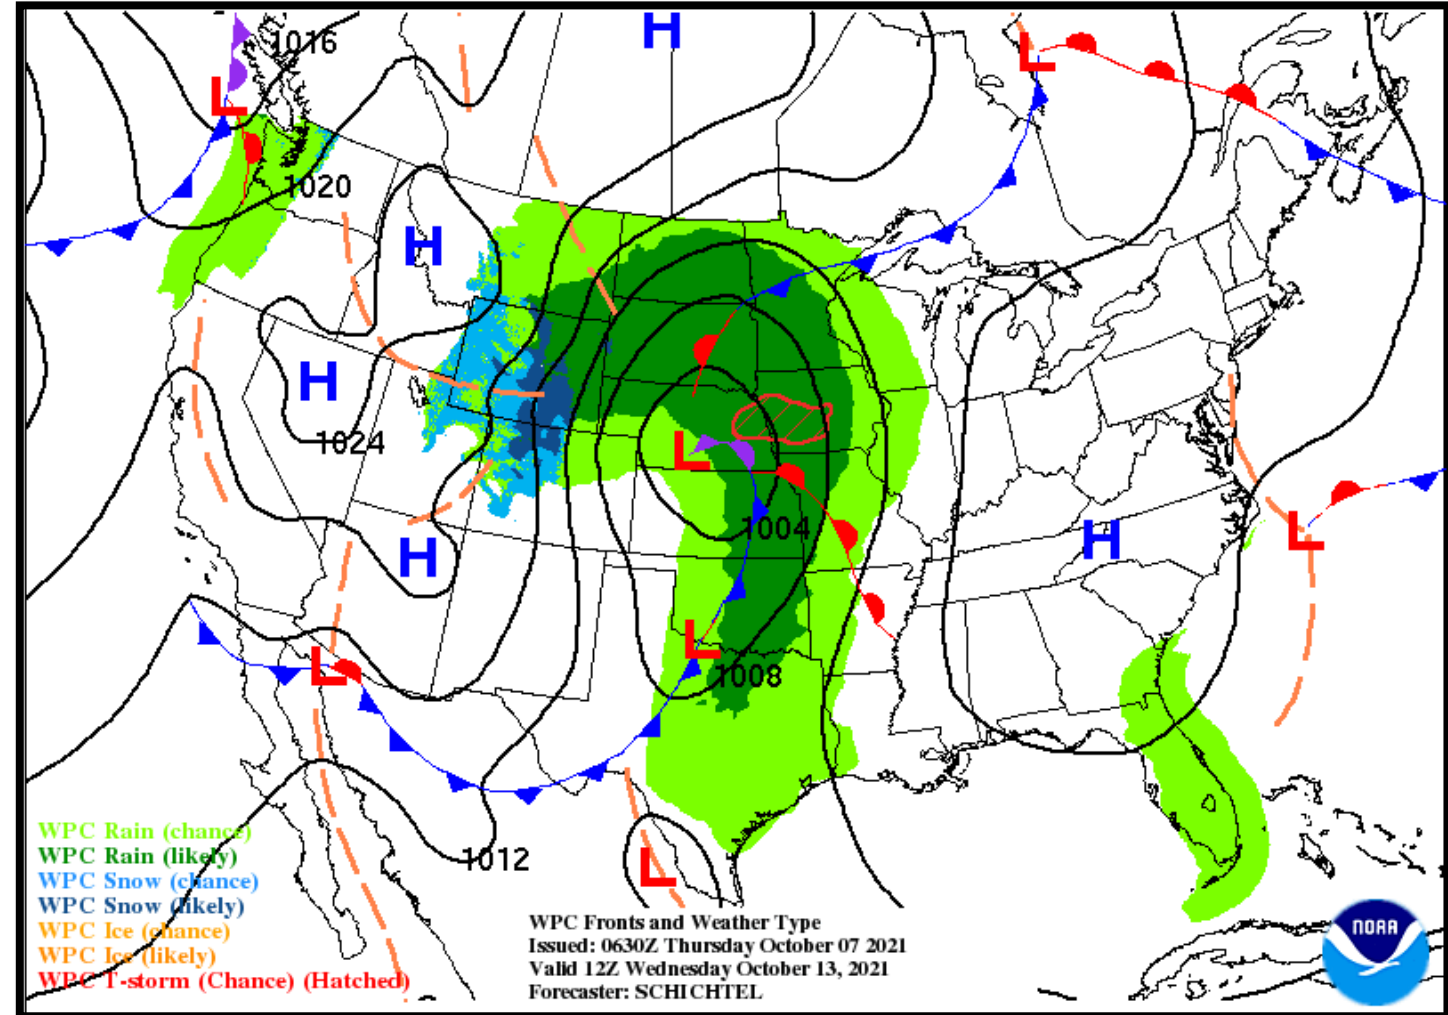 H
1016
L
L
1020
H
H
1024
L
1004
H
H
L
L
L
1008
1012
L
WPC Rain (chance)
WPC Rain (likely)
WPC Snow (chance)
WPC Snow (likely)
WPC Ice (chance)
WPC Ice (likely)
WPC T-storm (Chance) (Hatched)
WPC Fronts and Weather Type
Issued: 0630Z Thursday October 07 2021
Valid 12Z Wednesday October 13, 2021
Forecaster: SCHICHTEL
NOAA